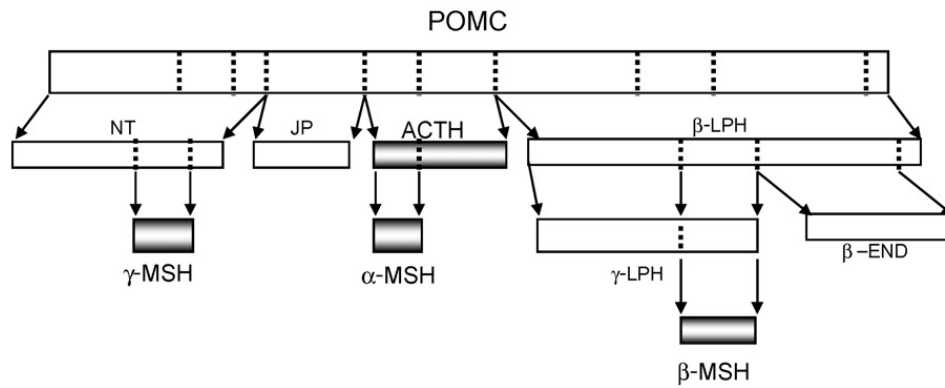 POMC
NT
JP
ACTH
β-LPH
γ-MSH
α-MSH
γ-LPH
β–END
β-MSH